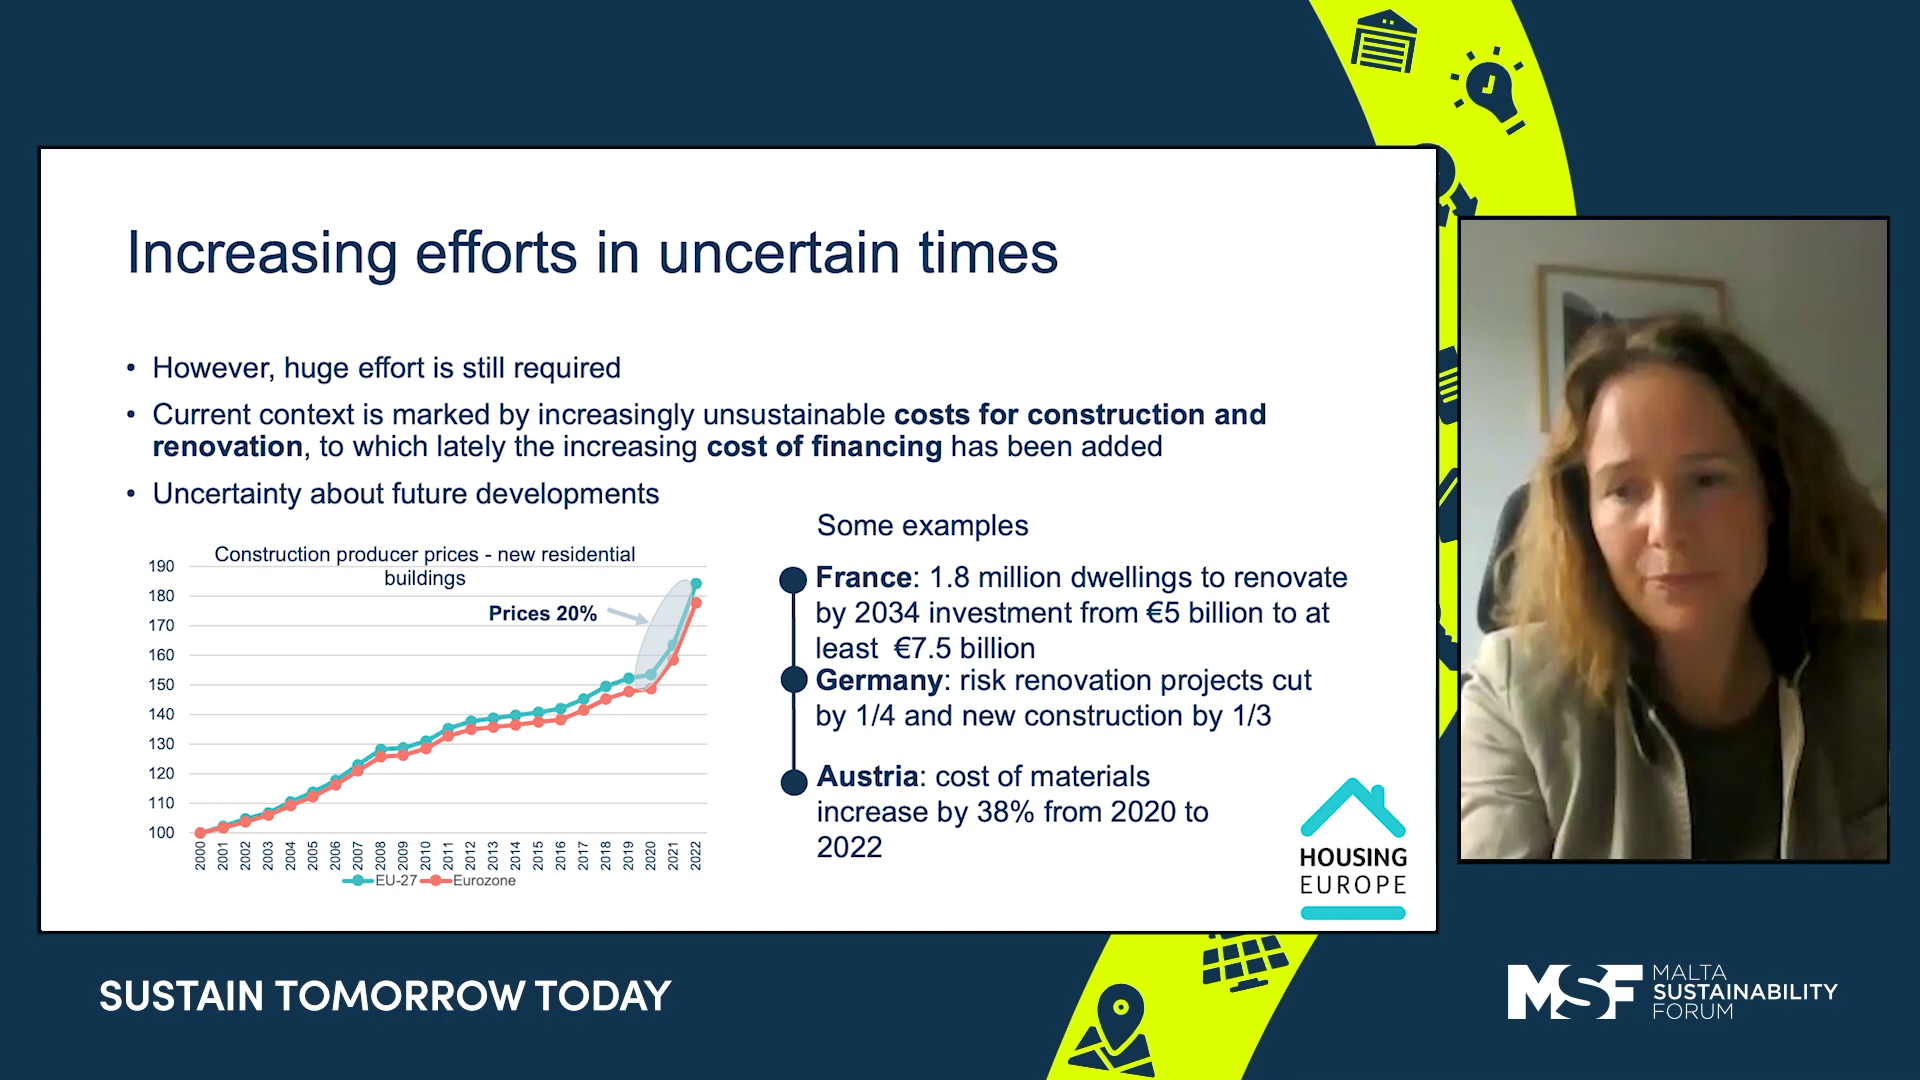 Increasing efforts in uncertain times
• However, huge effort is still required
• Current context is marked by increasingly unsustainable costs for construction and
renovation, to which lately the increasing cost of financing has been added
• Uncertainty about future developments
Construction producer prices - new residential
buildings
Prices 20%
190
180
170
160
150
140
130
120
110
100
2000
2001
2002
2003
2004
2005
2006
2007
2008
2009
2010
2011
2012
2013
2014
2015
2016
2017
2018
2019
2020
2021
2022
EU-27 Eurozone
Some examples
France: 1.8 million dwellings to renovate
by 2034 investment from €5 billion to at
least €7.5 billion
Germany: risk renovation projects cut
by 1/4 and new construction by 1/3
Austria: cost of materials
increase by 38% from 2020 to
2022
HOUSING
EUROPE
SUSTAIN TOMORROW TODAY
MSF
MALTA
SUSTAINABILITY
FORUM